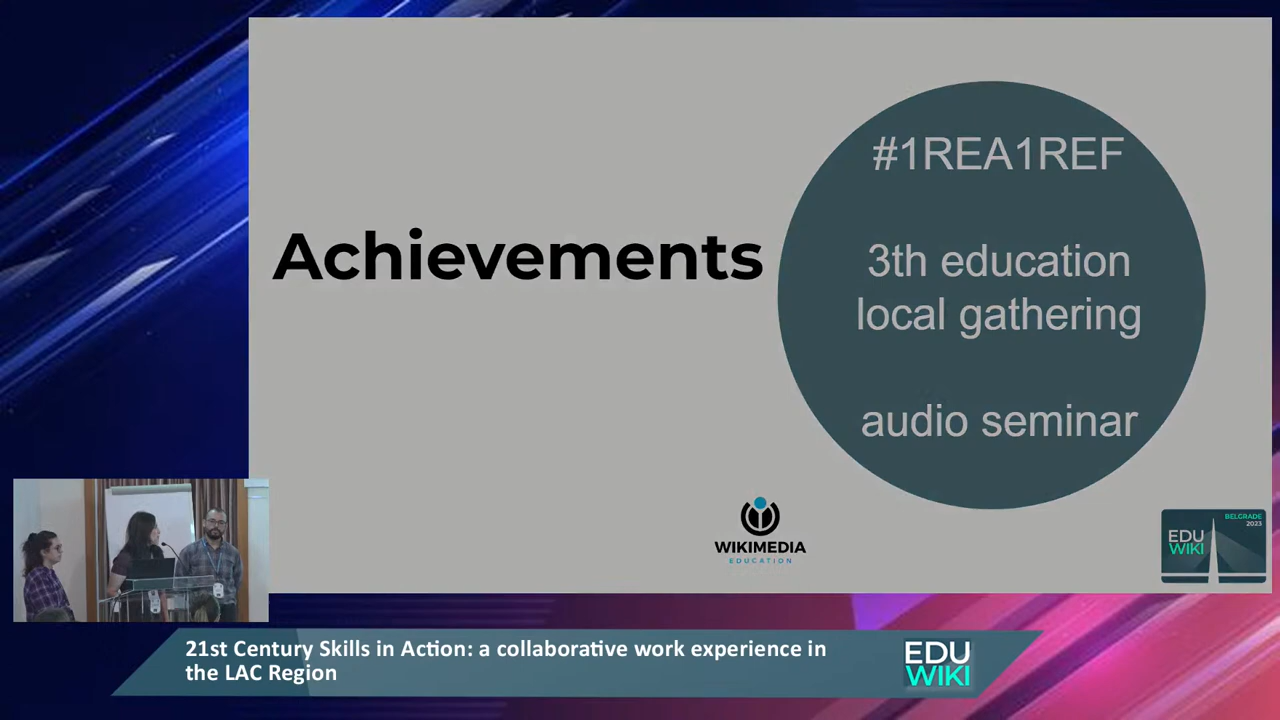 Achievements
#1REA1REF
3th education
local gathering
audio seminar
WIKIMEDIA
EDUCATION
BELGRADE
2023
EDU
WIKI
21st Century Skills in Action: a collaborative work experience in
the LAC Region
EDU
WIKI